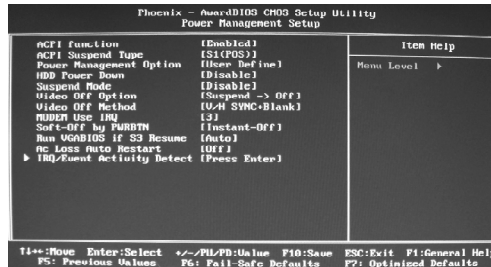 Phoenix - AwardBIOS CMOS Setup Utility
Power Management Setup
ACPI function [Enabled]
ACPI Suspend Type [S1(POS)]
Power Management Option [User Define]
HDD Power Down [Disable]
Suspend Mode [Disable]
Video Off Option [Suspend -> Off]
Video Off Method [V/H SYNC+Blank]
MODEM Use IRQ [3]
Soft-Off by PWRBTN [Instant-Off]
Run VGABIOS if S3 Resume [Auto]
Ac Loss Auto Restart [Off]
▶ IRQ/Event Activity Detect [Press Enter]
Item Help
Menu Level ▶
↑↓→←:Move Enter:Select +/-/PU/PD:Value F10:Save ESC:Exit F1:General Hel
F5: Previous Values F6: Fail-Safe Defaults F7: Optimized Defaults